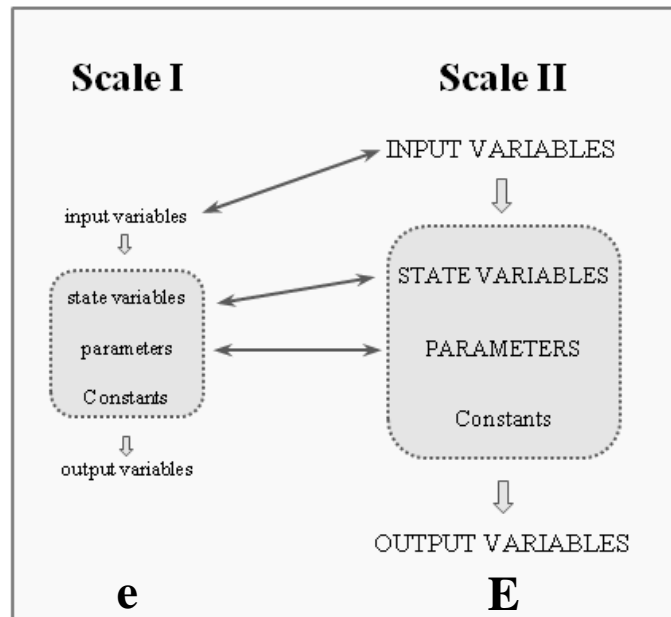 Scale I
input variables
state variables
parameters
Constants
output variables
e
Scale II
INPUT VARIABLES
STATE VARIABLES
PARAMETERS
Constants
OUTPUT VARIABLES
E